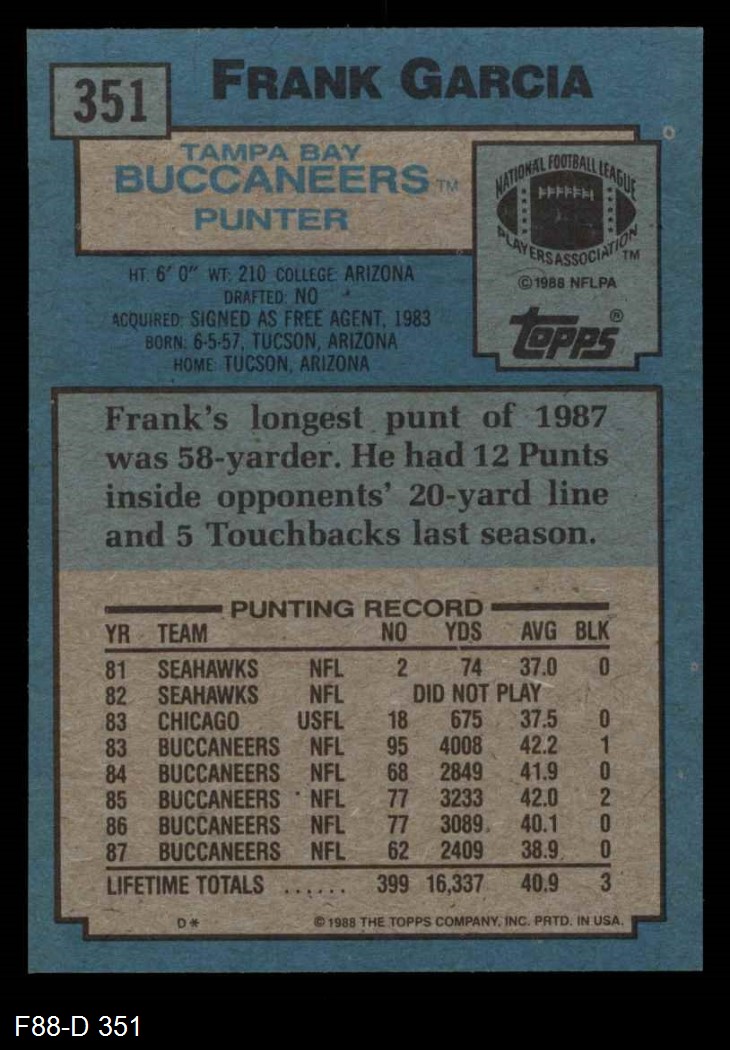 351
FRANK GARCIA
TAMPA BAY
BUCCANEERS TM
PUNTER
NATIONAL FOOTBALL LEAGUE
PLAYERS ASSOCIATION TM
© 1988 NFLPA
topps®
HT: 6' 0" WT: 210 COLLEGE: ARIZONA
DRAFTED: NO
ACQUIRED: SIGNED AS FREE AGENT, 1983
BORN: 6-5-57, TUCSON, ARIZONA
HOME: TUCSON, ARIZONA
Frank's longest punt of 1987
was 58-yarder. He had 12 Punts
inside opponents' 20-yard line
and 5 Touchbacks last season.
PUNTING RECORD
YR TEAM NO YDS AVG BLK
81 SEAHAWKS NFL 2 74 37.0 0
82 SEAHAWKS NFL DID NOT PLAY
83 CHICAGO USFL 18 675 37.5 0
83 BUCCANEERS NFL 95 4008 42.2 1
84 BUCCANEERS NFL 68 2849 41.9 0
85 BUCCANEERS NFL 77 3233 42.0 2
86 BUCCANEERS NFL 77 3089 40.1 0
87 BUCCANEERS NFL 62 2409 38.9 0
LIFETIME TOTALS ...... 399 16,337 40.9 3
D* © 1988 THE TOPPS COMPANY, INC. PRTD. IN USA.
F88-D 351